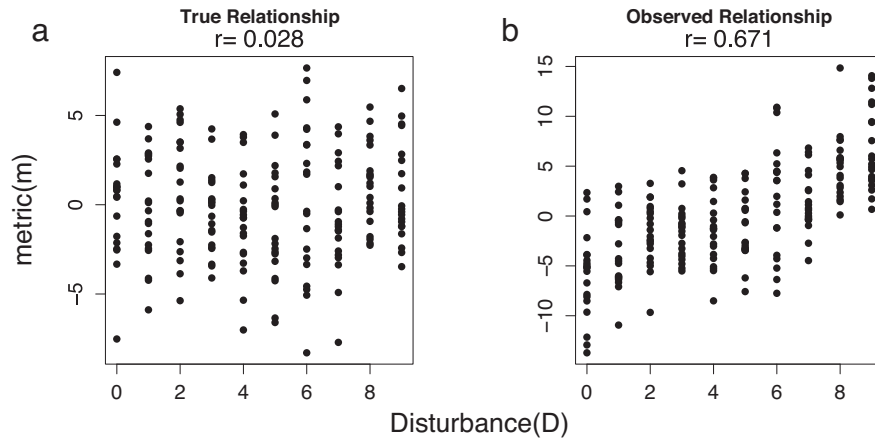 a
True Relationship
r= 0.028
b
Observed Relationship
r= 0.671
metric(m)
5
0
−5
15
10
5
0
−5
−10
0 2 4 6 8
0 2 4 6 8
Disturbance(D)